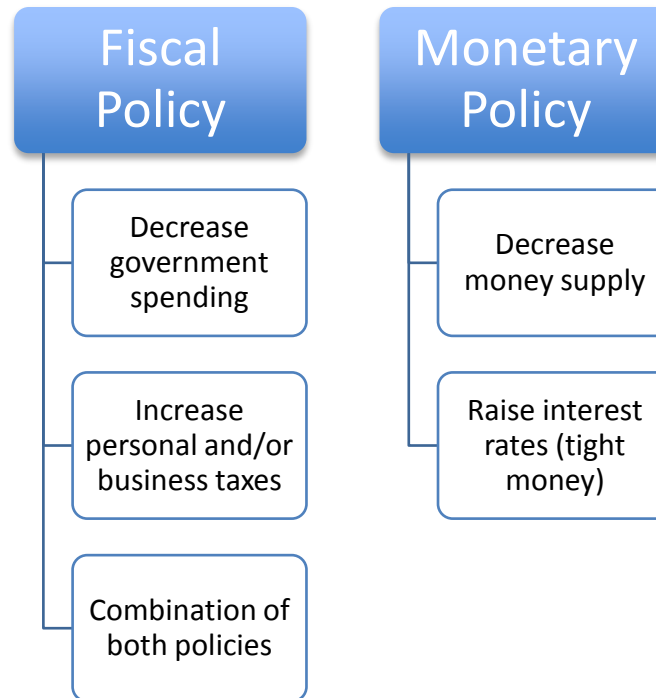 Fiscal
Policy
Decrease
government
spending
Increase
personal and/or
business taxes
Combination of
both policies
Monetary
Policy
Decrease
money supply
Raise interest
rates (tight
money)